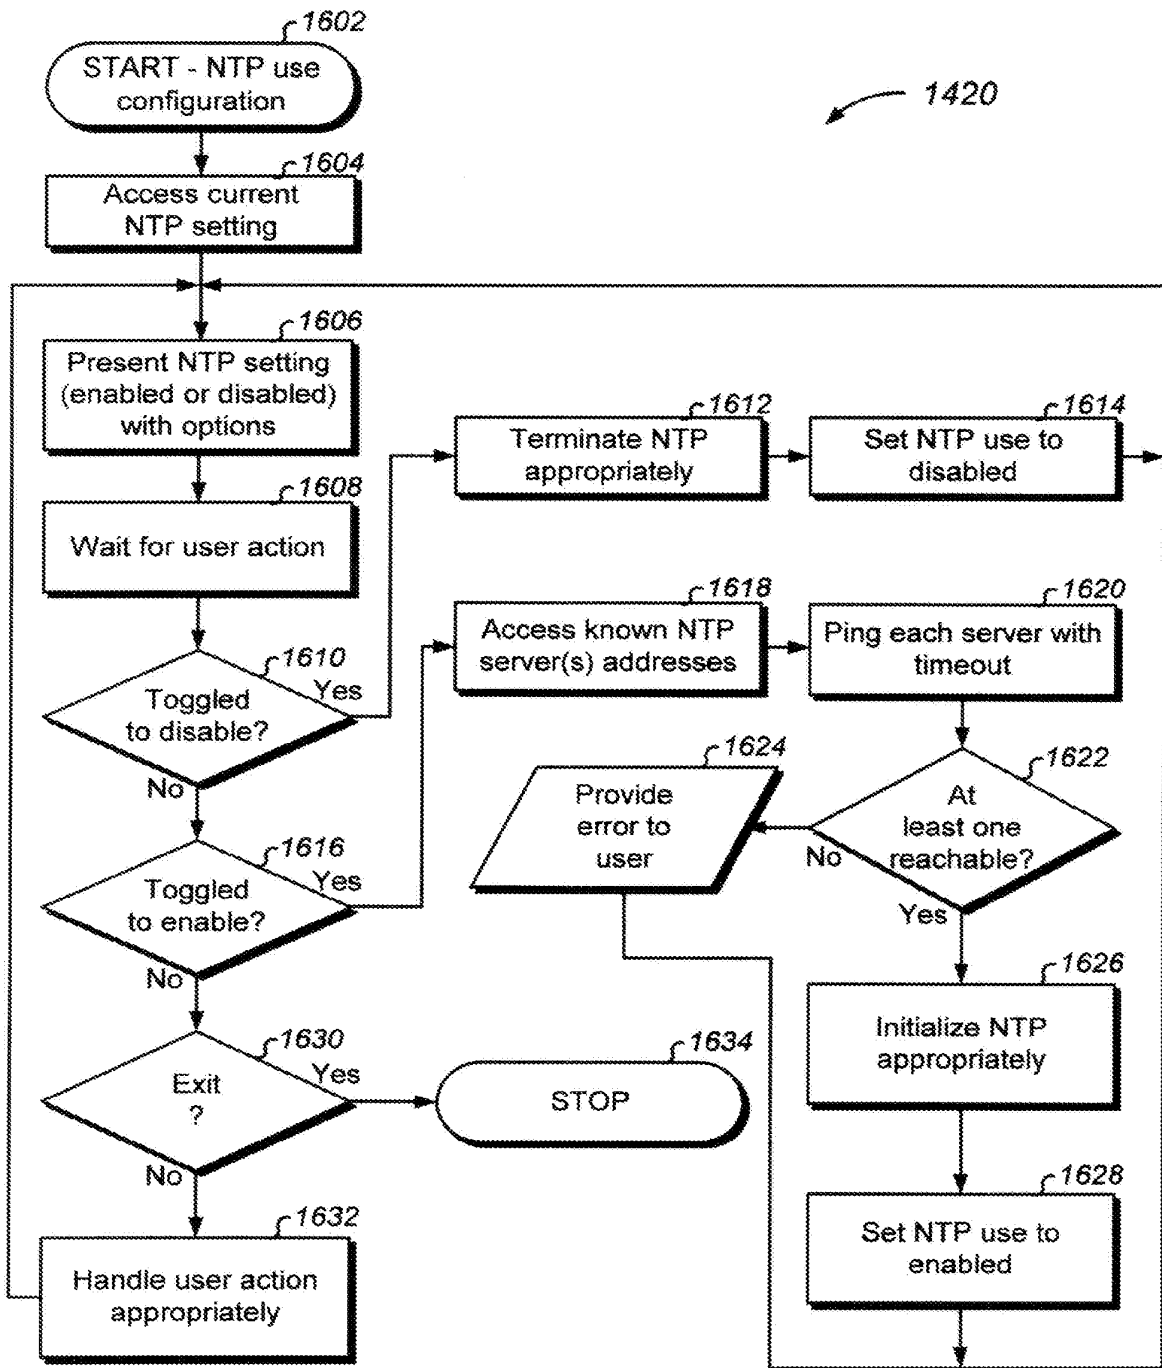 1602
START - NTP use
configuration
1420
1604
Access current
NTP setting
1606
Present NTP setting
(enabled or disabled)
with options
1608
Wait for user action
1610
Toggled
to disable?
Yes
No
1612
Terminate NTP
appropriately
1614
Set NTP use to
disabled
1616
Toggled
to enable?
Yes
No
1618
Access known NTP
server(s) addresses
1620
Ping each server with
timeout
1622
At
least one
reachable?
No
Yes
1624
Provide
error to
user
1626
Initialize NTP
appropriately
1628
Set NTP use to
enabled
1630
Exit
?
Yes
No
1634
STOP
1632
Handle user action
appropriately